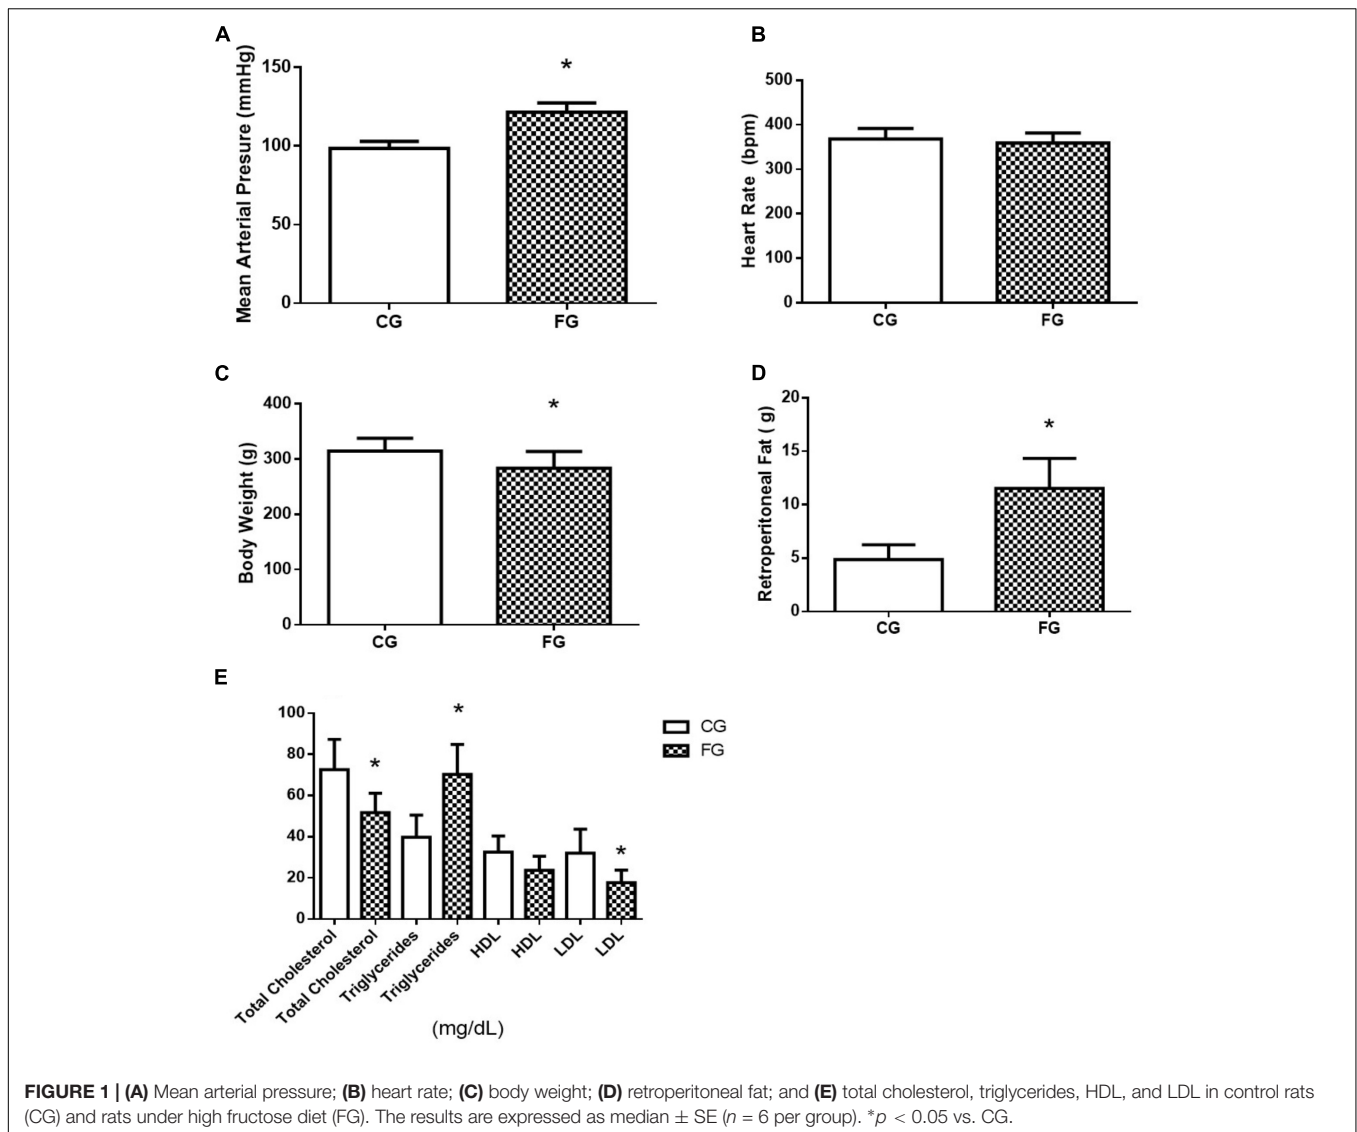 A
Mean Arterial Presure (mmHg)
150
*
100
50
0
CG
FG
B
Heart Rate (bpm)
500
400
300
200
100
0
CG
FG
C
Body Weight (g)
400
*
300
200
100
0
CG
FG
D
Retroperitoneal Fat ( g)
20
*
15
10
5
0
CG
FG
E
100
80
60
40
20
0
*
*
*
CG
FG
Total Cholesterol
Total Cholesterol
Triglycerides
Triglycerides
HDL
HDL
LDL
LDL
(mg/dL)
FIGURE 1 | (A) Mean arterial pressure; (B) heart rate; (C) body weight; (D) retroperitoneal fat; and (E) total cholesterol, triglycerides, HDL, and LDL in control rats
(CG) and rats under high fructose diet (FG). The results are expressed as median ± SE (n = 6 per group). *p < 0.05 vs. CG.